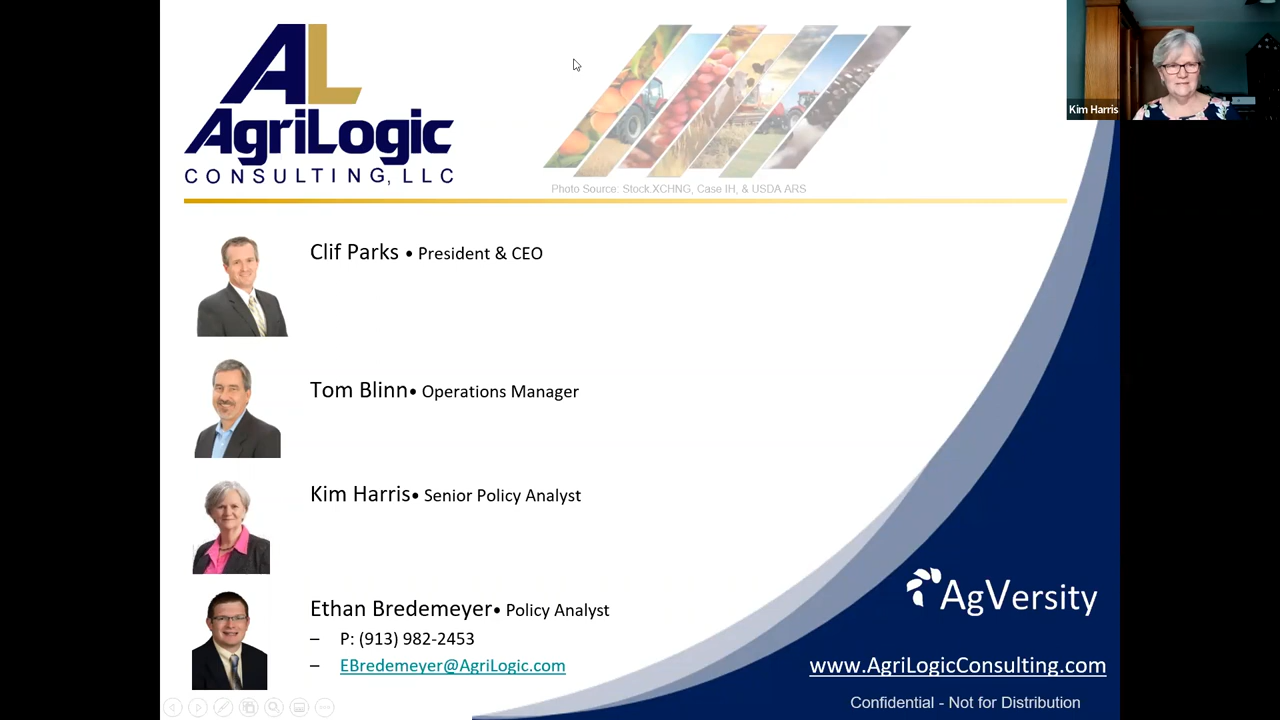 AL
AgriLogic
CONSULTING, LLC
Photo Source: Stock.XCHNG, Case IH, & USDA ARS
Kim Harris
Clif Parks • President & CEO
Tom Blinn• Operations Manager
Kim Harris• Senior Policy Analyst
Ethan Bredemeyer• Policy Analyst
– P: (913) 982-2453
– EBredemeyer@AgriLogic.com
AgVersity
www.AgriLogicConsulting.com
Confidential - Not for Distribution